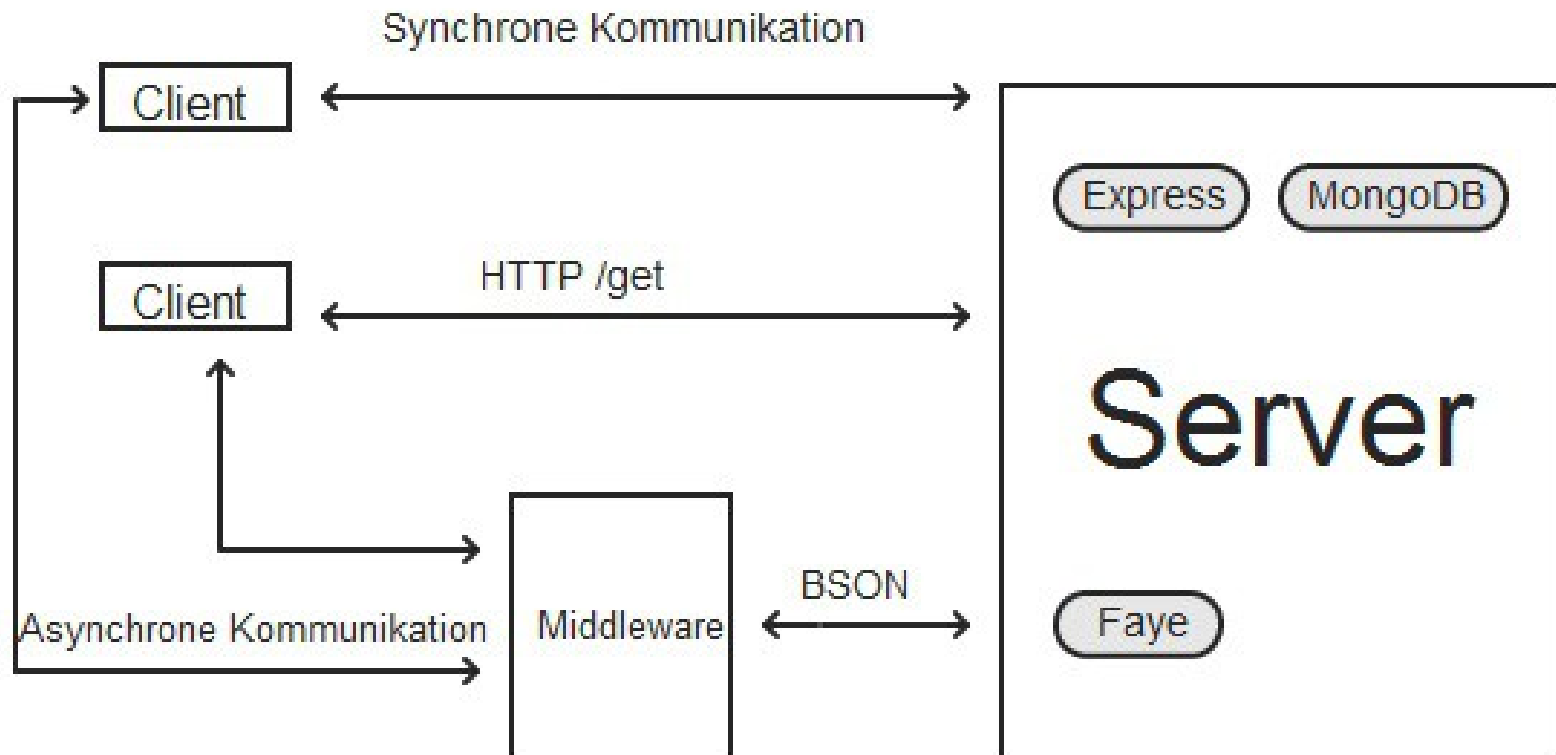 Synchrone Kommunikation
Client
Express
MongoDB
HTTP /get
Client
Server
BSON
Asynchrone Kommunikation
Middleware
Faye